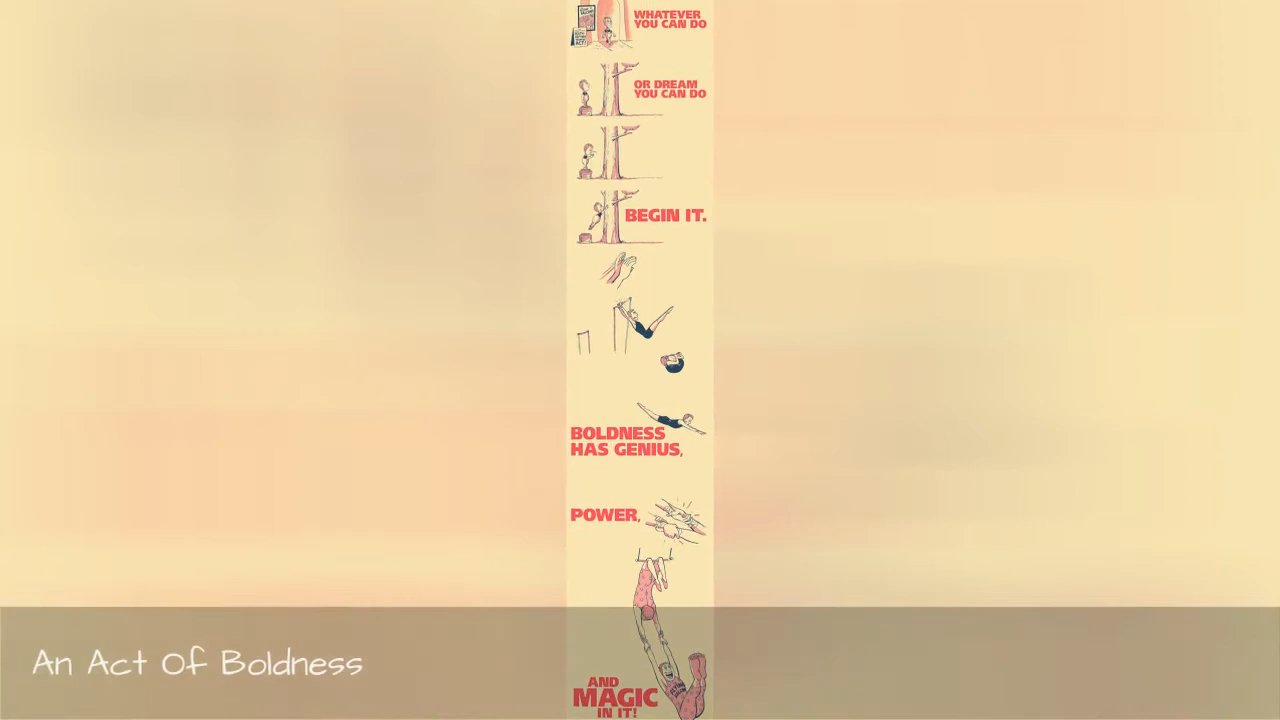 WHATEVER
YOU CAN DO
OR DREAM
YOU CAN DO
BEGIN IT.
BOLDNESS
HAS GENIUS,
POWER,
AND
MAGIC
IN IT!
An Act Of Boldness